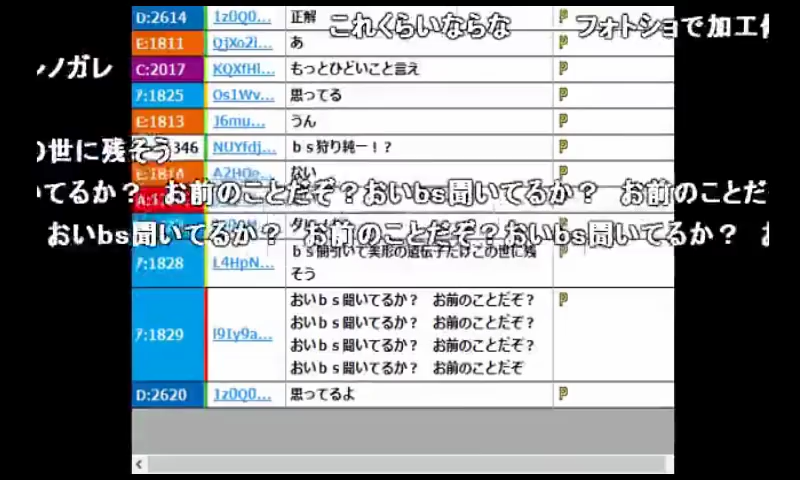 D:2614 1z0Q0... 正解 P
これくらいならな
フォトショで加工
E:1811 QjXo2i... あ P
C:2017 KQXfHl... もっとひどいこと言え P
ノガレ
ｱ:1825 Os1Wv... 思ってる P
E:1813 J6mu... うん P
346 NUYfdj... ｂｓ狩り純一！？ P
の世に残そう
ない P
いてるか？ お前のことだぞ？おいbs聞いてるか？ お前のことだ
おいbs聞いてるか？ お前のことだぞ？おいbs聞いてるか？
ｱ:1828 L4HpN... ｂｓ間引いて美形の遺伝子だけこの世に残
そう
ｱ:1829 I9Iy9a... おいｂｓ聞いてるか？ お前のことだぞ？ P
おいｂｓ聞いてるか？ お前のことだぞ？
おいｂｓ聞いてるか？ お前のことだぞ？
おいｂｓ聞いてるか？ お前のことだぞ
D:2620 1z0Q0... 思ってるよ P